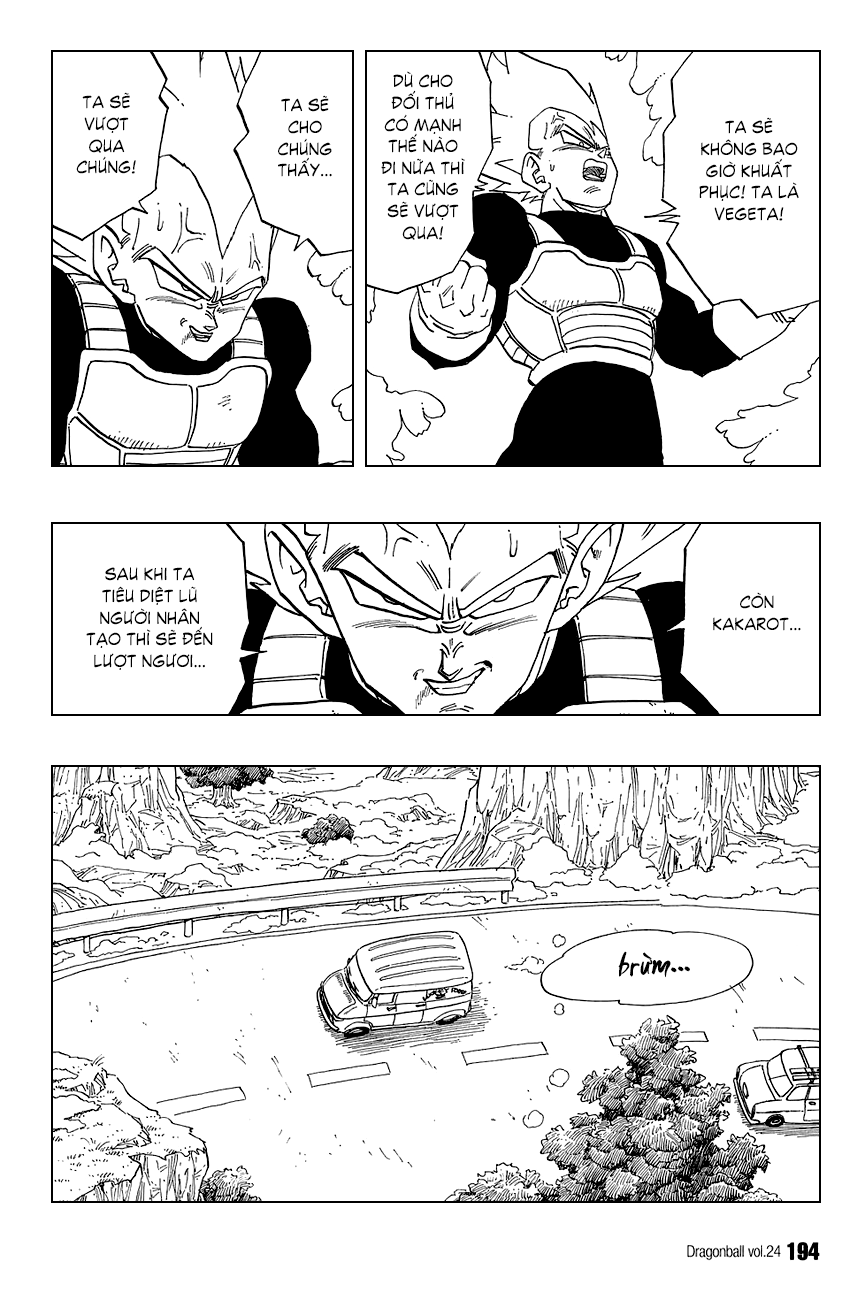 TA SẼ
KHÔNG BAO
GIỜ KHUẤT
PHỤC! TA LÀ
VEGETA!
DÙ CHO
ĐỐI THỦ
CÓ MẠNH
THẾ NÀO
ĐI NỮA THÌ
TA CŨNG
SẼ VƯỢT
QUA!
TA SẼ
CHO
CHÚNG
THẤY...
TA SẼ
VƯỢT
QUA
CHÚNG!
CÒN
KAKAROT...
SAU KHI TA
TIÊU DIỆT LŨ
NGƯỜI NHÂN
TẠO THÌ SẼ ĐẾN
LƯỢT NGƯƠI...
brừm...
Dragonball vol.24 194